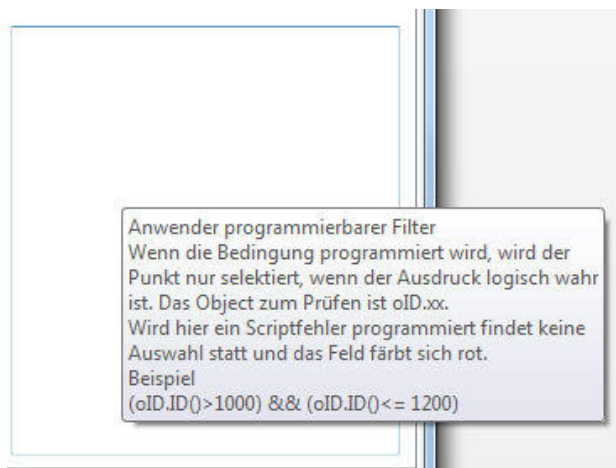 Anwender programmierbarer Filter
Wenn die Bedingung programmiert wird, wird der
Punkt nur selektiert, wenn der Ausdruck logisch wahr
ist. Das Object zum Prüfen ist oID.xx.
Wird hier ein Scriptfehler programmiert findet keine
Auswahl statt und das Feld färbt sich rot.
Beispiel
(oID.ID()>1000) && (oID.ID()<= 1200)